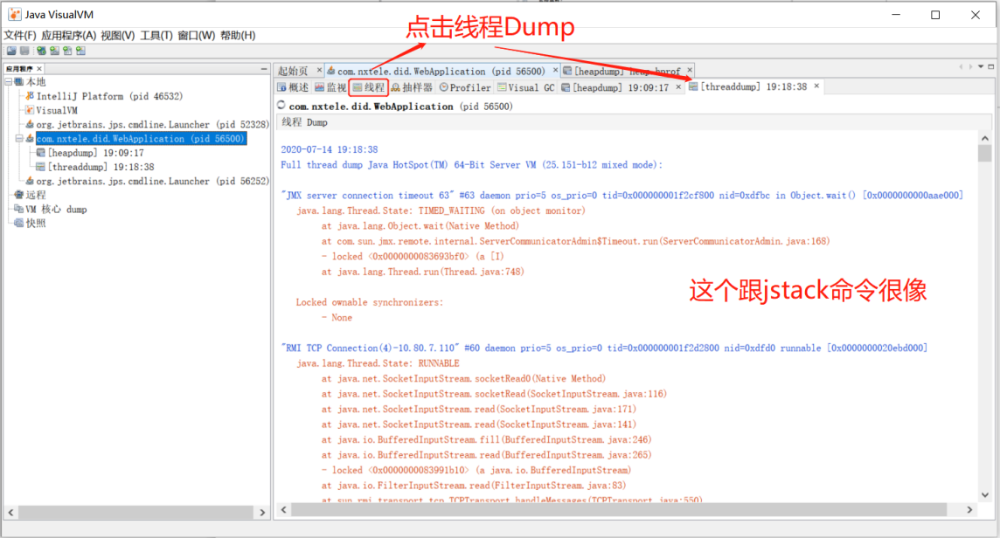 Java VisualVM
点击线程Dump
文件(F) 应用程序(A) 视图(V) 工具(T) 窗口(W) 帮助(H)
应用程序
本地
IntelliJ Platform (pid 46532)
VisualVM
org.jetbrains.jps.cmdline.Launcher (pid 52328)
com.nxtele.did.WebApplication (pid 56500)
[heapdump] 19:09:17
[threaddump] 19:18:38
org.jetbrains.jps.cmdline.Launcher (pid 56252)
远程
VM 核心 dump
快照
起始页 com.nxtele.did.WebApplication (pid 56500) [heapdump] heap.hprof
概述 监视 线程 抽样器 Profiler Visual GC [heapdump] 19:09:17 [threaddump] 19:18:38
com.nxtele.did.WebApplication (pid 56500)
线程 Dump
2020-07-14 19:18:38
Full thread dump Java HotSpot(TM) 64-Bit Server VM (25.151-b12 mixed mode):
"JMX server connection timeout 63" #63 daemon prio=5 os_prio=0 tid=0x000000001f2cf800 nid=0xdfbc in Object.wait() [0x0000000000aae000]
java.lang.Thread.State: TIMED_WAITING (on object monitor)
at java.lang.Object.wait(Native Method)
at com.sun.jmx.remote.internal.ServerCommunicatorAdmin$Timeout.run(ServerCommunicatorAdmin.java:168)
- locked <0x0000000083693bf0> (a [I)
at java.lang.Thread.run(Thread.java:748)
这个跟jstack命令很像
Locked ownable synchronizers:
- None
"RMI TCP Connection(4)-10.80.7.110" #60 daemon prio=5 os_prio=0 tid=0x000000001f2d2800 nid=0xdfd0 runnable [0x0000000020ebd000]
java.lang.Thread.State: RUNNABLE
at java.net.SocketInputStream.socketRead0(Native Method)
at java.net.SocketInputStream.socketRead(SocketInputStream.java:116)
at java.net.SocketInputStream.read(SocketInputStream.java:171)
at java.net.SocketInputStream.read(SocketInputStream.java:141)
at java.io.BufferedInputStream.fill(BufferedInputStream.java:246)
at java.io.BufferedInputStream.read(BufferedInputStream.java:265)
- locked <0x0000000083991b10> (a java.io.BufferedInputStream)
at java.io.FilterInputStream.read(FilterInputStream.java:83)
at sun.rmi.transport.tcp.TCPTransport.handleMessages(TCPTransport.java:550)